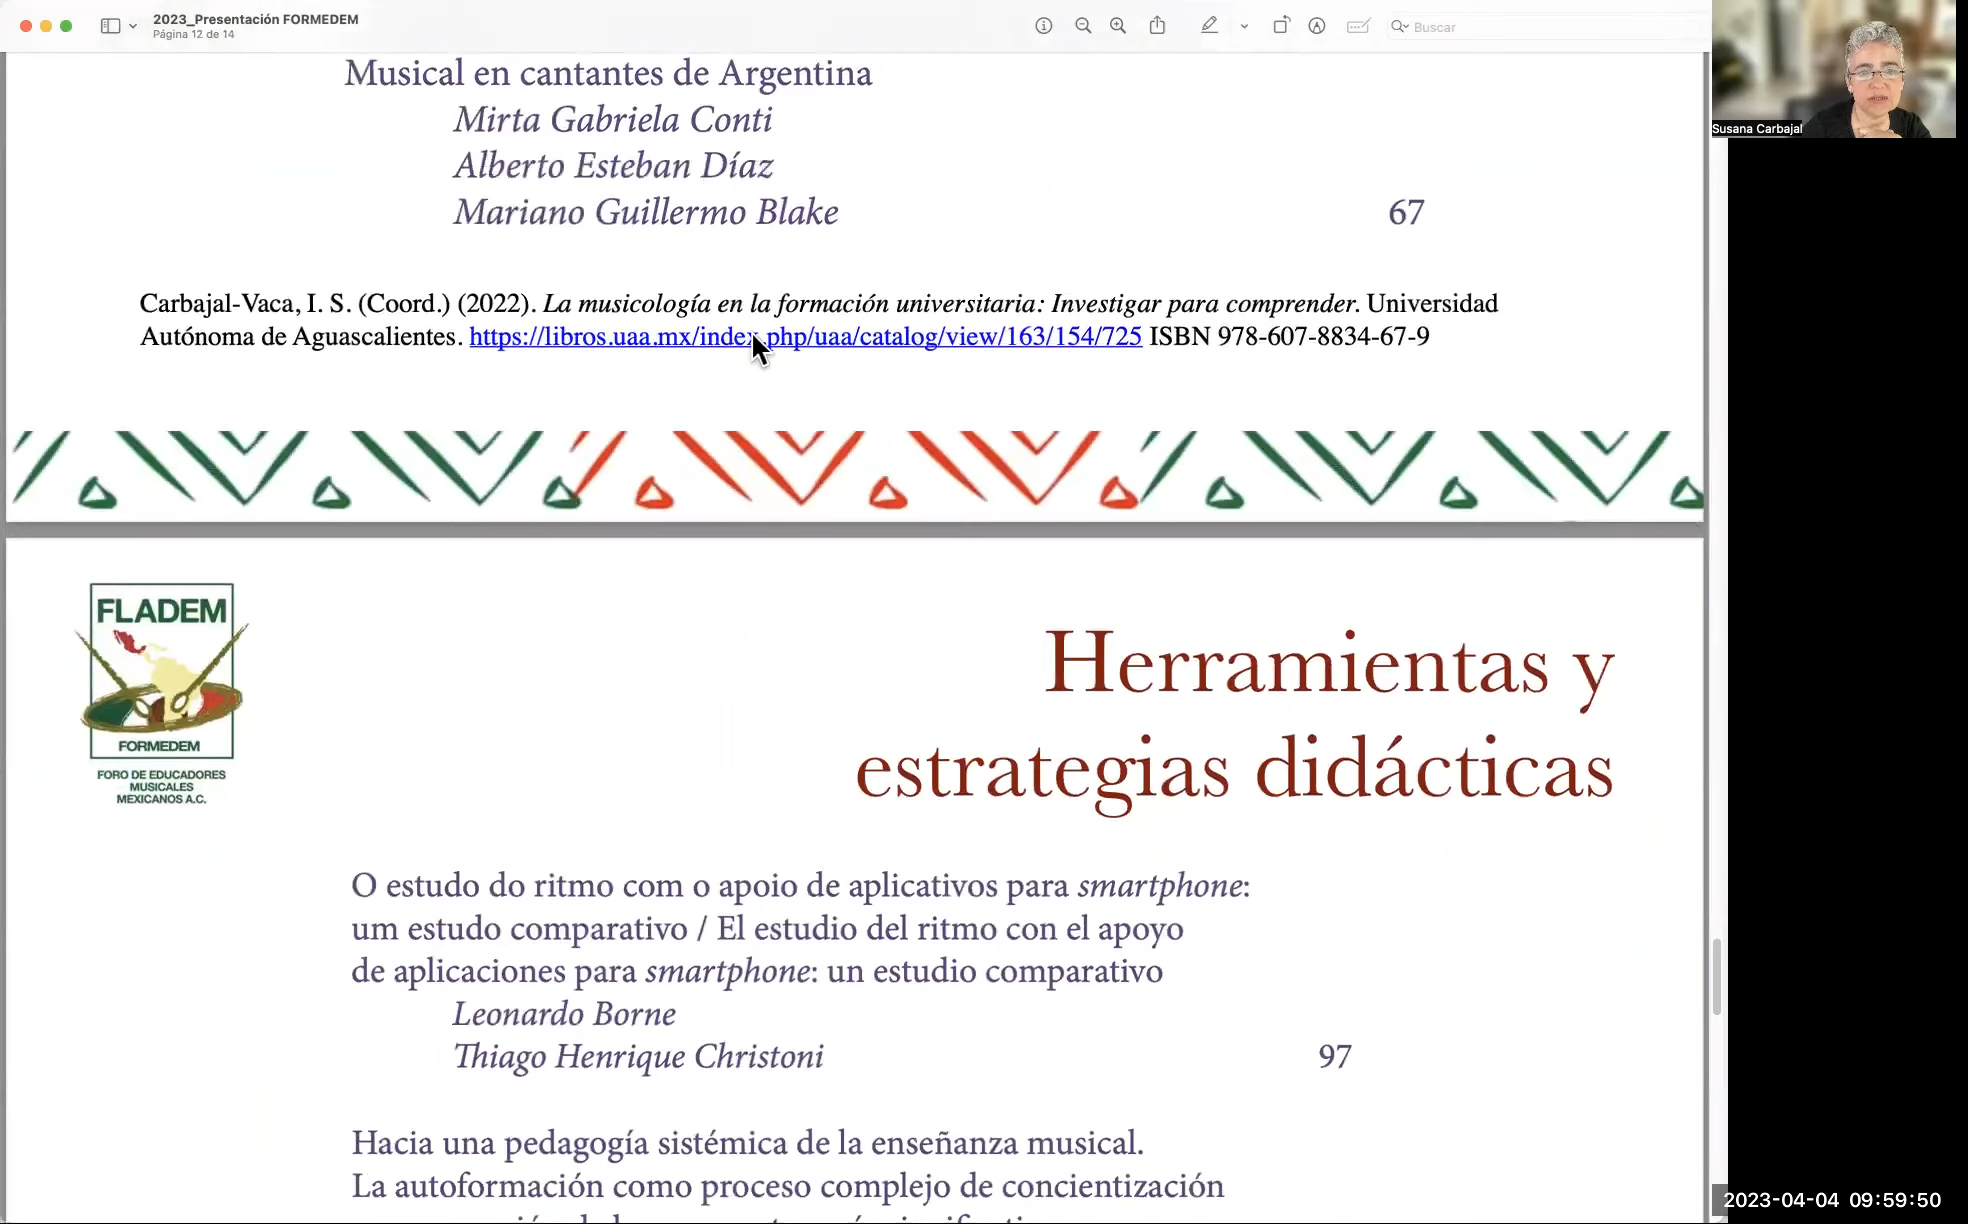 2023_Presentación FORMEDEM
Página 12 de 14
Buscar
Susana Carbajal
Musical en cantantes de Argentina
Mirta Gabriela Conti
Alberto Esteban Díaz
Mariano Guillermo Blake 67
Carbajal-Vaca, I. S. (Coord.) (2022). La musicología en la formación universitaria: Investigar para comprender. Universidad
Autónoma de Aguascalientes. https://libros.uaa.mx/index.php/uaa/catalog/view/163/154/725 ISBN 978-607-8834-67-9
FLADEM
FORMEDEM
FORO DE EDUCADORES
MUSICALES
MEXICANOS A.C.
Herramientas y
estrategias didácticas
O estudo do ritmo com o apoio de aplicativos para smartphone:
um estudo comparativo / El estudio del ritmo con el apoyo
de aplicaciones para smartphone: un estudio comparativo
Leonardo Borne
Thiago Henrique Christoni 97
Hacia una pedagogía sistémica de la enseñanza musical.
La autoformación como proceso complejo de concientización
2023-04-04 09:59:50